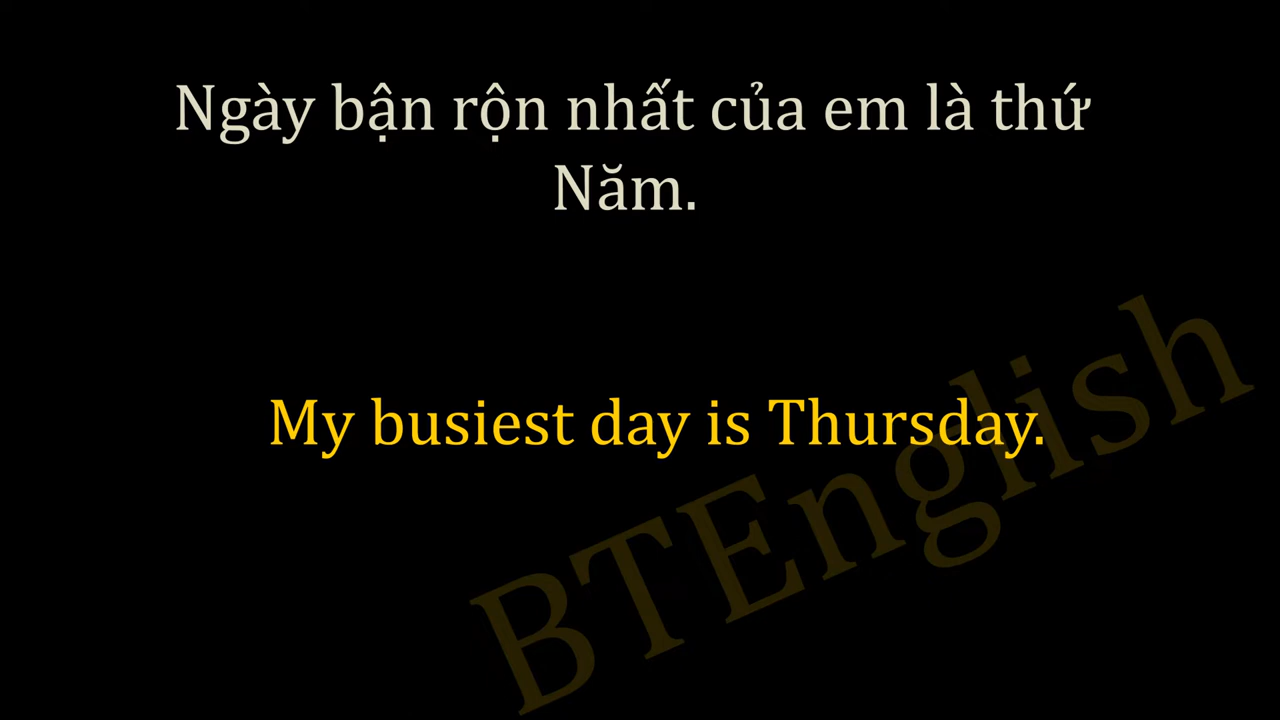 Ngày bận rộn nhất của em là thứ
Năm.
My busiest day is Thursday.
BTEnglish